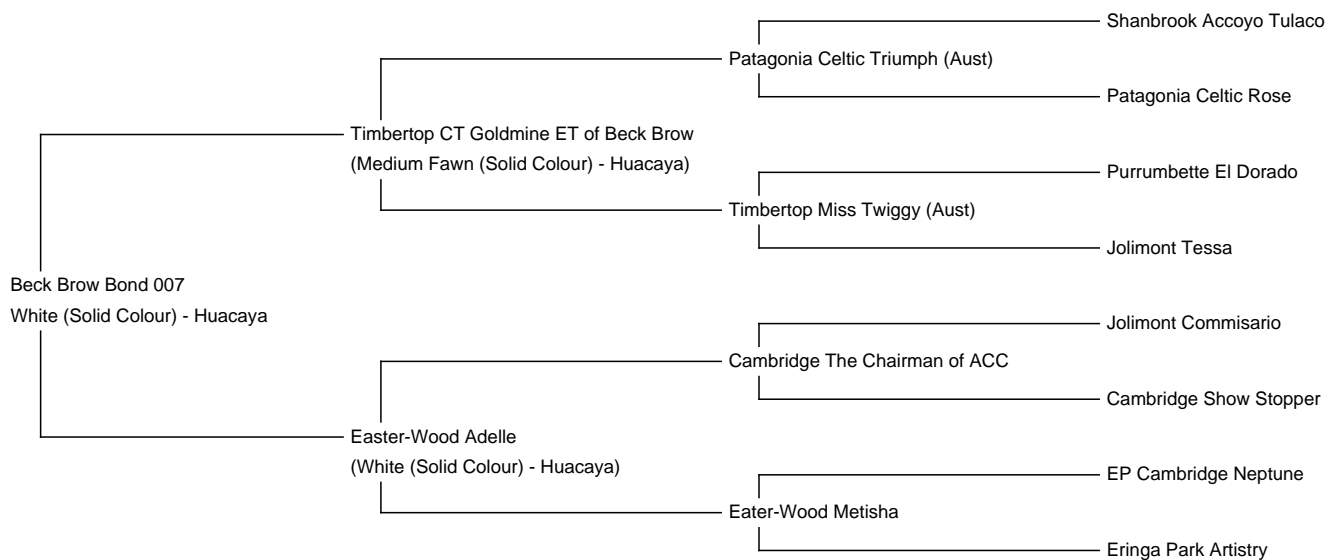 Shanbrook Accoyo Tulaco
Patagonia Celtic Triumph (Aust)
Patagonia Celtic Rose
Timbertop CT Goldmine ET of Beck Brow
(Medium Fawn (Solid Colour) - Huacaya)
Purrumbette El Dorado
Timbertop Miss Twiggy (Aust)
Jolimont Tessa
Beck Brow Bond 007
White (Solid Colour) - Huacaya
Jolimont Commisario
Cambridge The Chairman of ACC
Cambridge Show Stopper
Easter-Wood Adelle
(White (Solid Colour) - Huacaya)
EP Cambridge Neptune
Eater-Wood Metisha
Eringa Park Artistry